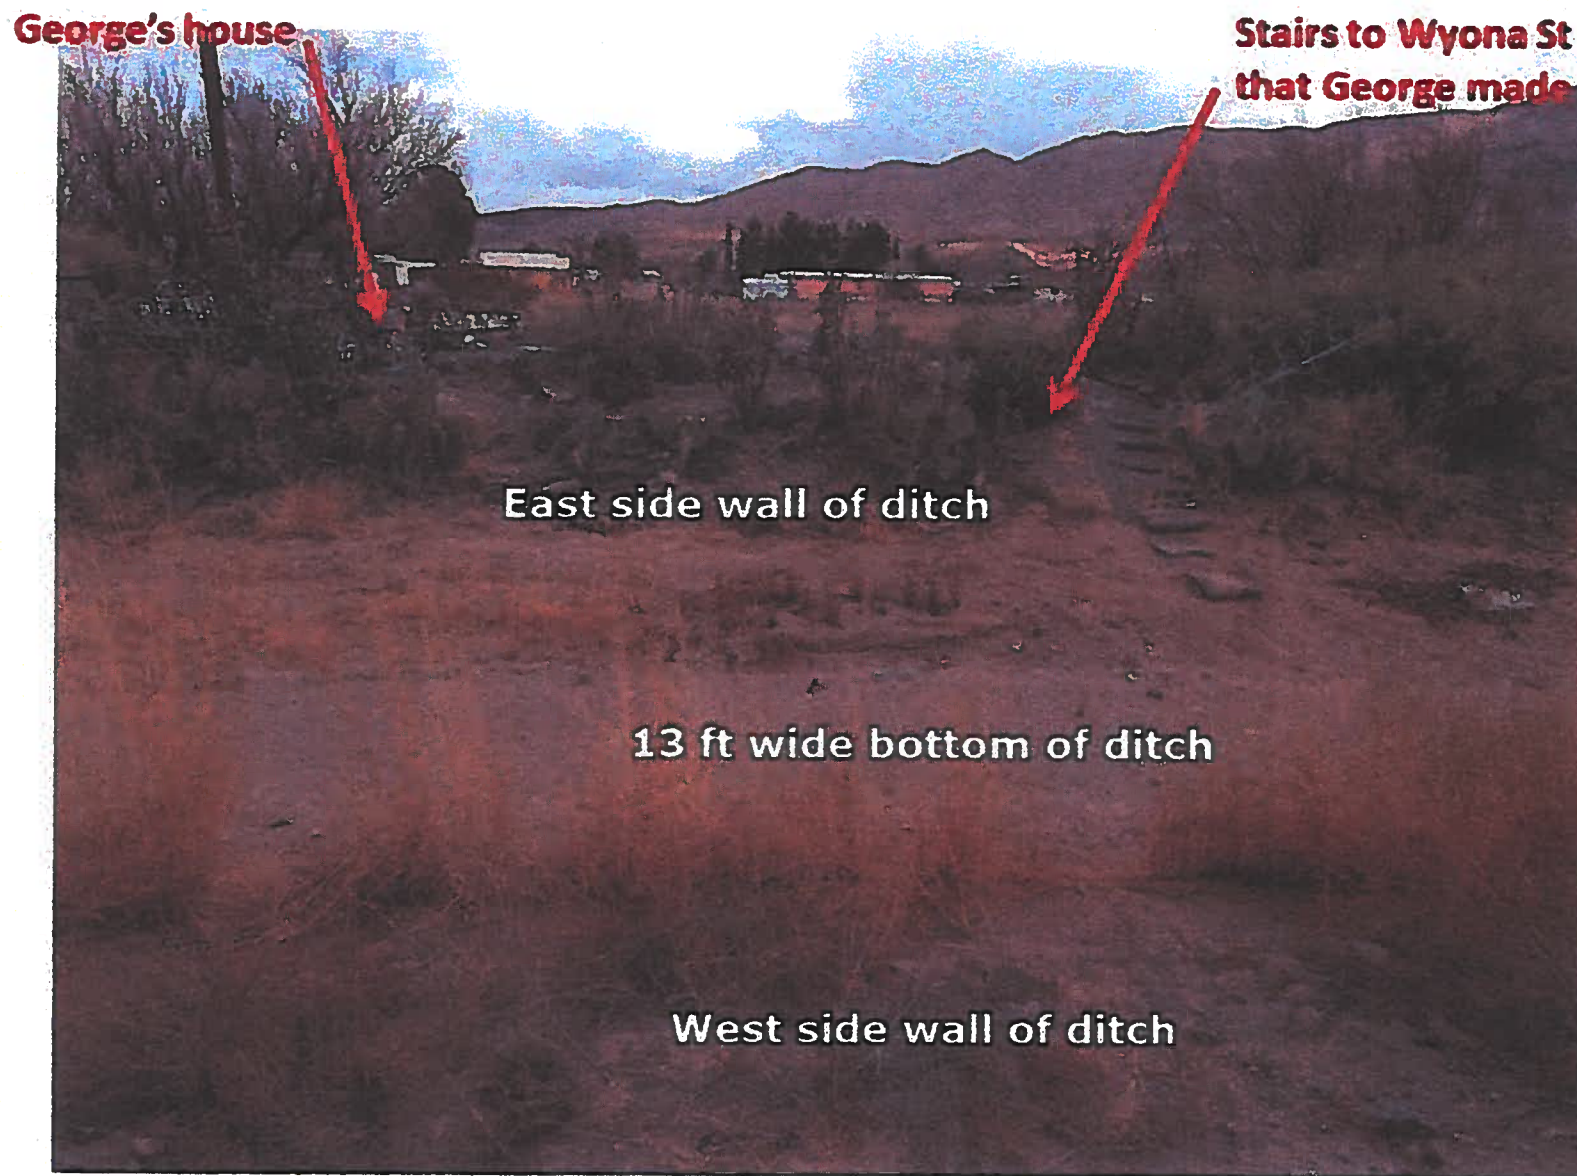 George's house
Stairs to Wyona St
that George made
East side wall of ditch
13 ft wide bottom of ditch
West side wall of ditch